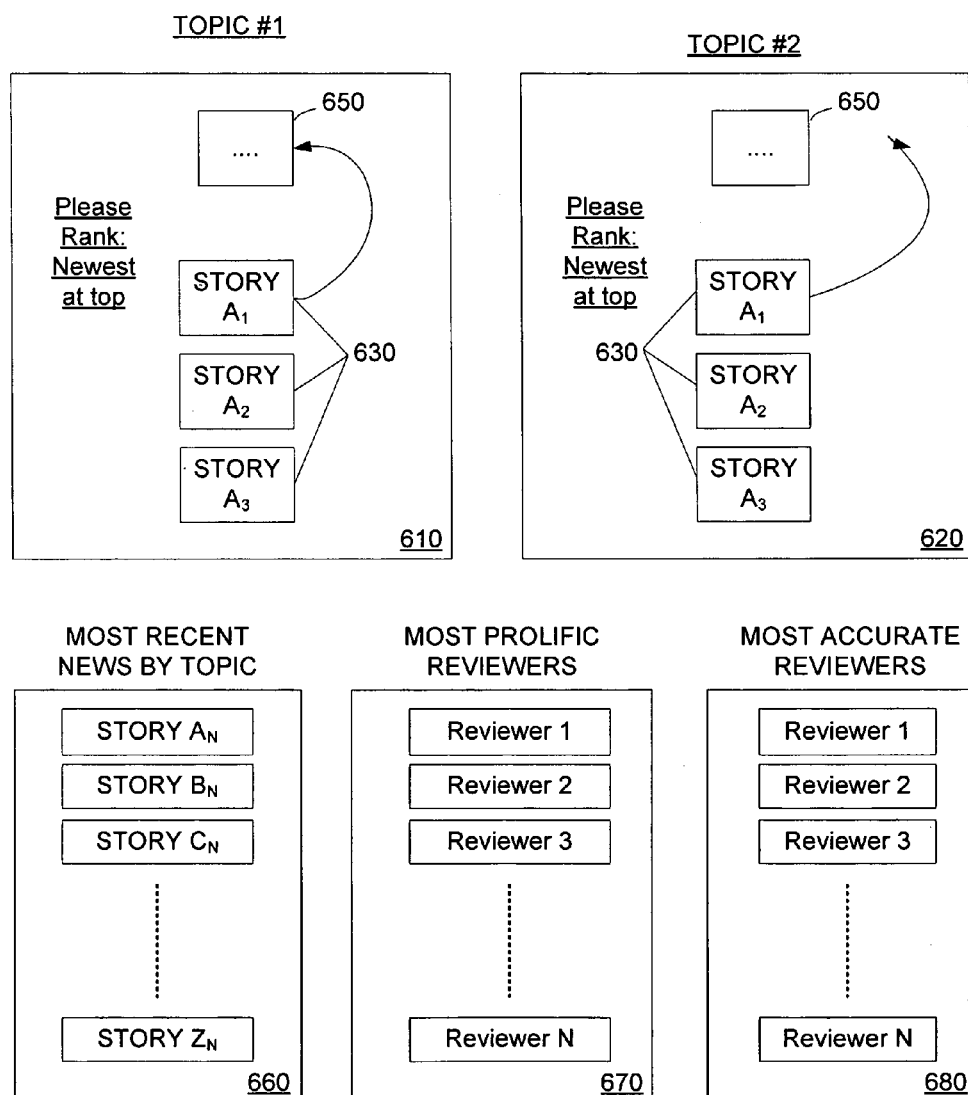 TOPIC #1
650
....
Please
Rank:
Newest
at top
STORY
A1
630
STORY
A2
STORY
A3
610
TOPIC #2
650
....
Please
Rank:
Newest
at top
STORY
A1
630
STORY
A2
STORY
A3
620
MOST RECENT
NEWS BY TOPIC
STORY AN
STORY BN
STORY CN
STORY ZN
660
MOST PROLIFIC
REVIEWERS
Reviewer 1
Reviewer 2
Reviewer 3
Reviewer N
670
MOST ACCURATE
REVIEWERS
Reviewer 1
Reviewer 2
Reviewer 3
Reviewer N
680